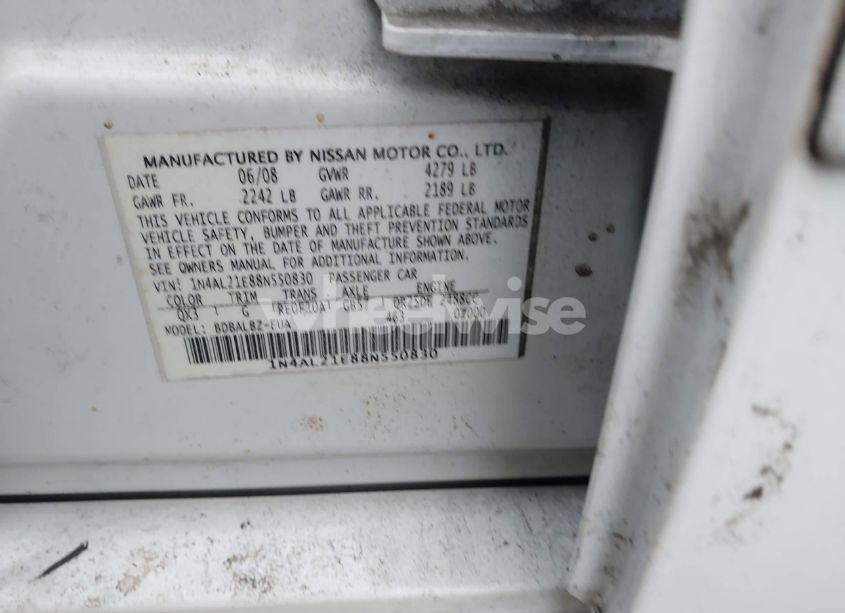 MANUFACTURED BY NISSAN MOTOR CO., LTD.
DATE 06/08 GVWR 4279 LB
GAWR FR. 2242 LB GAWR RR. 2189 LB
THIS VEHICLE CONFORMS TO ALL APPLICABLE FEDERAL MOTOR
VEHICLE SAFETY, BUMPER AND THEFT PREVENTION STANDARDS
IN EFFECT ON THE DATE OF MANUFACTURE SHOWN ABOVE.
SEE OWNERS MANUAL FOR ADDITIONAL INFORMATION.
VIN: 1N4AL21E88N550830 PASSENGER CAR
COLOR TRIM TRANS AXLE ENGINE
QX3 G
MODEL: BDBALBZ-EUA
1N4AL21E88N550830
wheelwise